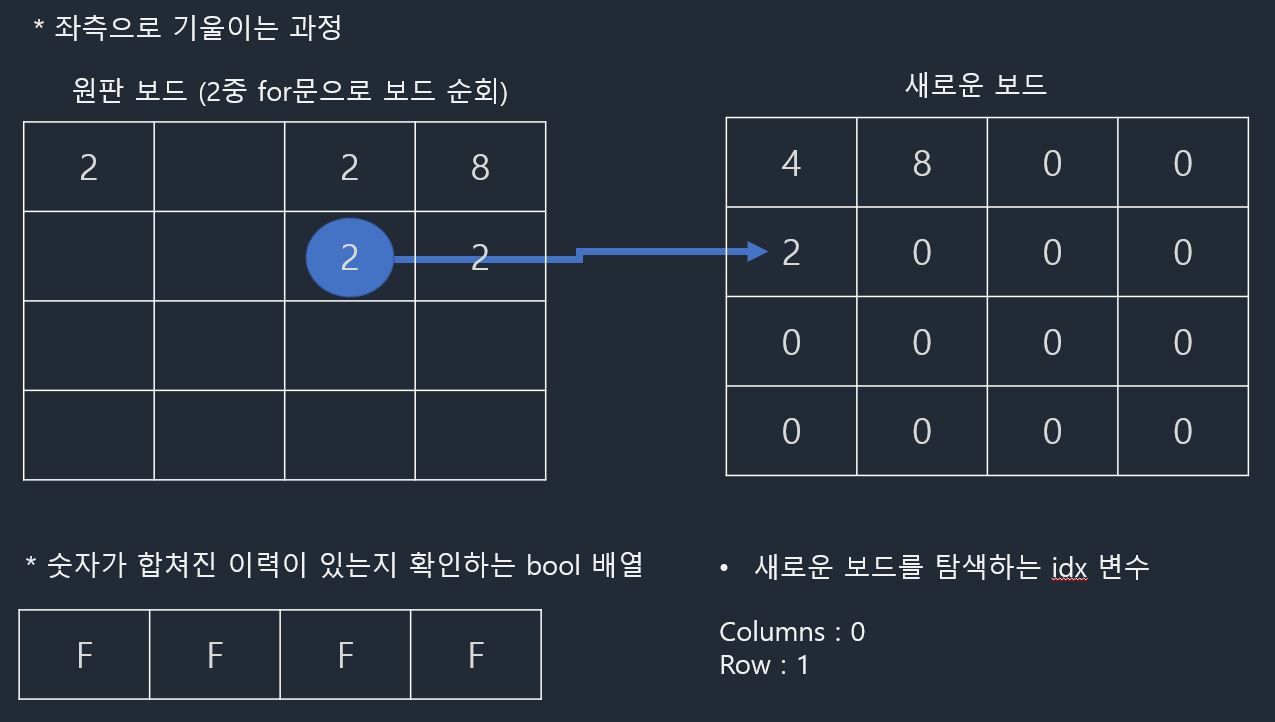 * 좌측으로 기울이는 과정
원판 보드 (2중 for문으로 보드 순회)
2 2 8
2 2
새로운 보드
4 8 0 0
2 0 0 0
0 0 0 0
0 0 0 0
* 숫자가 합쳐진 이력이 있는지 확인하는 bool 배열
F F F F
• 새로운 보드를 탐색하는 idx 변수
Columns : 0
Row : 1